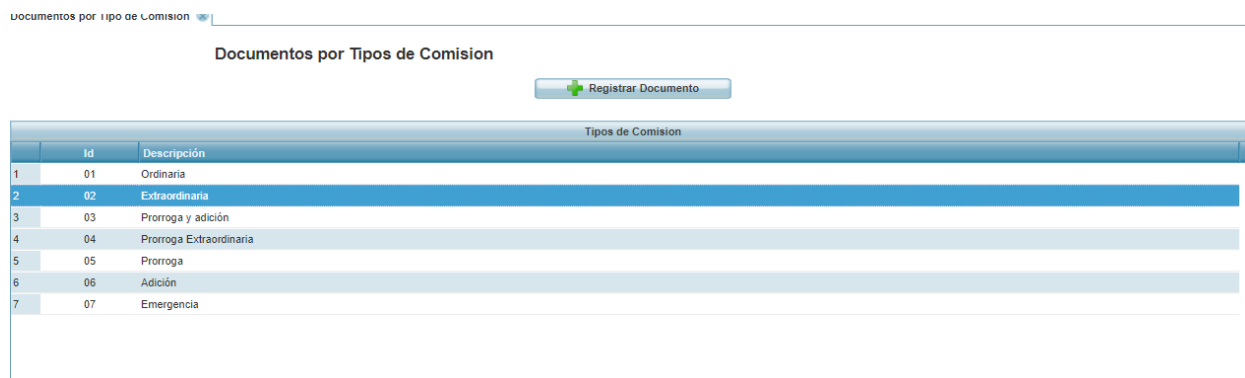 Documentos por Tipo de Comision
Documentos por Tipos de Comision
Registrar Documento
Tipos de Comision
Id Descripción
1 01 Ordinaria
2 02 Extraordinaria
3 03 Prorroga y adición
4 04 Prorroga Extraordinaria
5 05 Prorroga
6 06 Adición
7 07 Emergencia